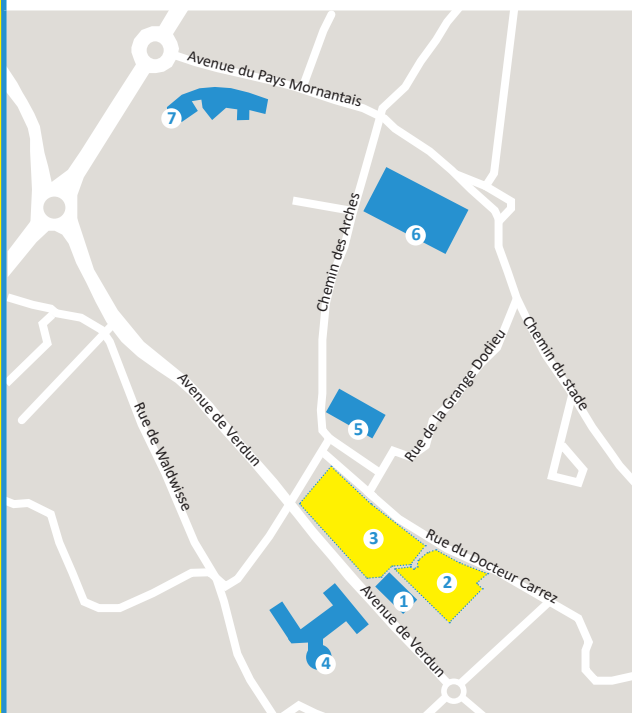 Avenue du Pays Mornantais
7
6
Chemin des Arches
Chemin du stade
Rue de la Grange Dodieu
Avenue de Verdun
Rue de Waldwisse
5
3
Rue du Docteur Carrez
2
1
Avenue de Verdun
4